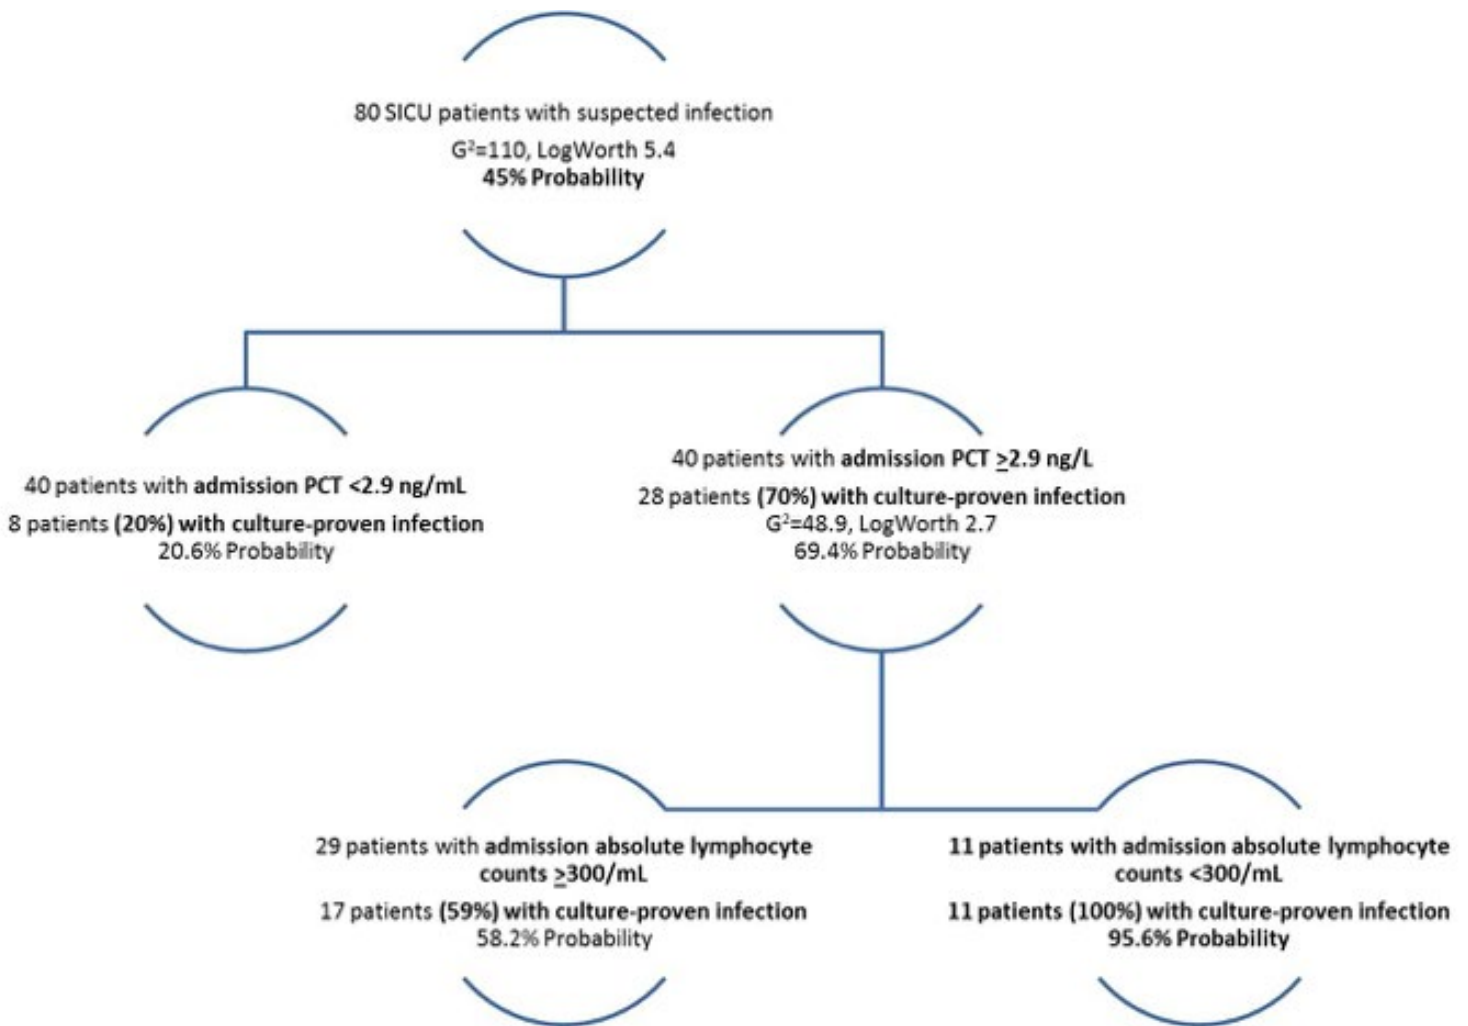 80 SICU patients with suspected infection
G²=110, LogWorth 5.4
45% Probability
40 patients with admission PCT <2.9 ng/mL
8 patients (20%) with culture-proven infection
20.6% Probability
40 patients with admission PCT ≥2.9 ng/L
28 patients (70%) with culture-proven infection
G²=48.9, LogWorth 2.7
69.4% Probability
29 patients with admission absolute lymphocyte
counts ≥300/mL
17 patients (59%) with culture-proven infection
58.2% Probability
11 patients with admission absolute lymphocyte
counts <300/mL
11 patients (100%) with culture-proven infection
95.6% Probability